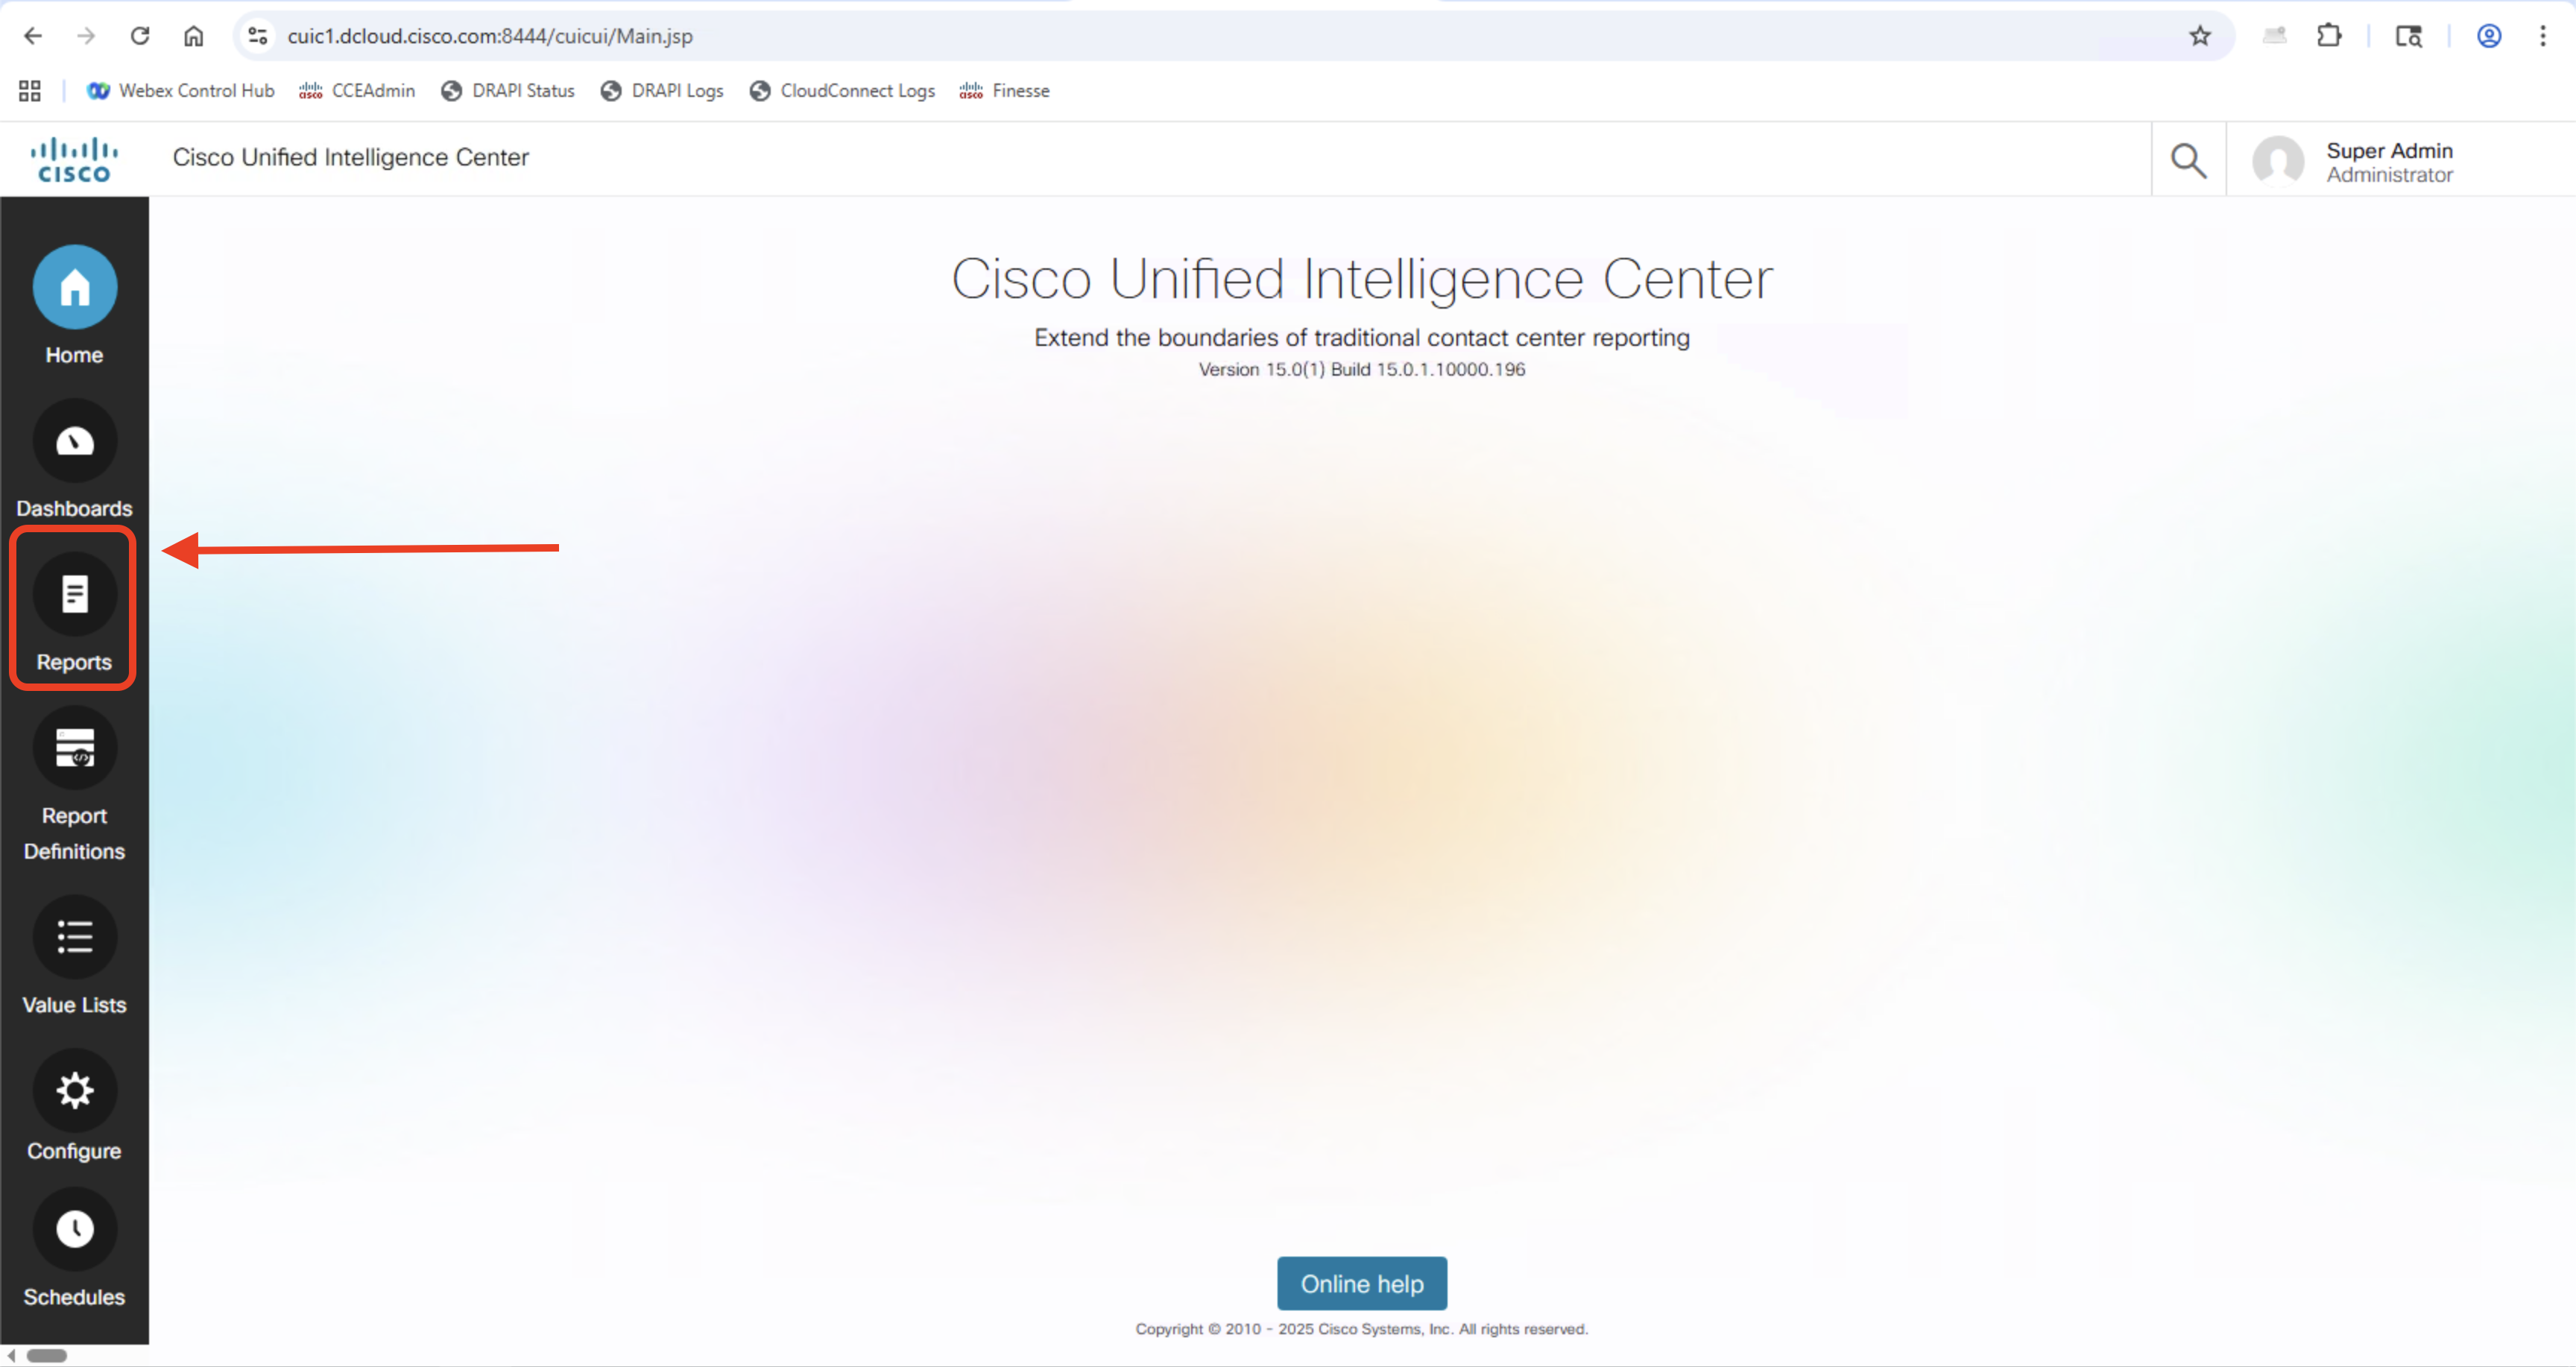 cuic1.dcloud.cisco.com:8444/cuicui/Main.jsp
Webex Control Hub CCEAdmin DRAPI Status DRAPI Logs CloudConnect Logs Finesse
CISCO
Cisco Unified Intelligence Center
Super Admin
Administrator
Home
Dashboards
Reports
Report
Definitions
Value Lists
Configure
Schedules
Cisco Unified Intelligence Center
Extend the boundaries of traditional contact center reporting
Version 15.0(1) Build 15.0.1.10000.196
Online help
Copyright © 2010 - 2025 Cisco Systems, Inc. All rights reserved.